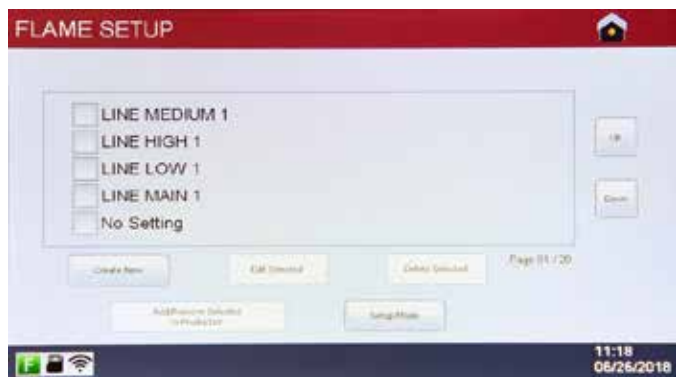 FLAME SETUP
LINE MEDIUM 1
LINE HIGH 1
LINE LOW 1
LINE MAIN 1
No Setting
Create New
Edit Selected
Delete Selected
Page 01 / 20
Setup Mode
11:18
06/26/2018